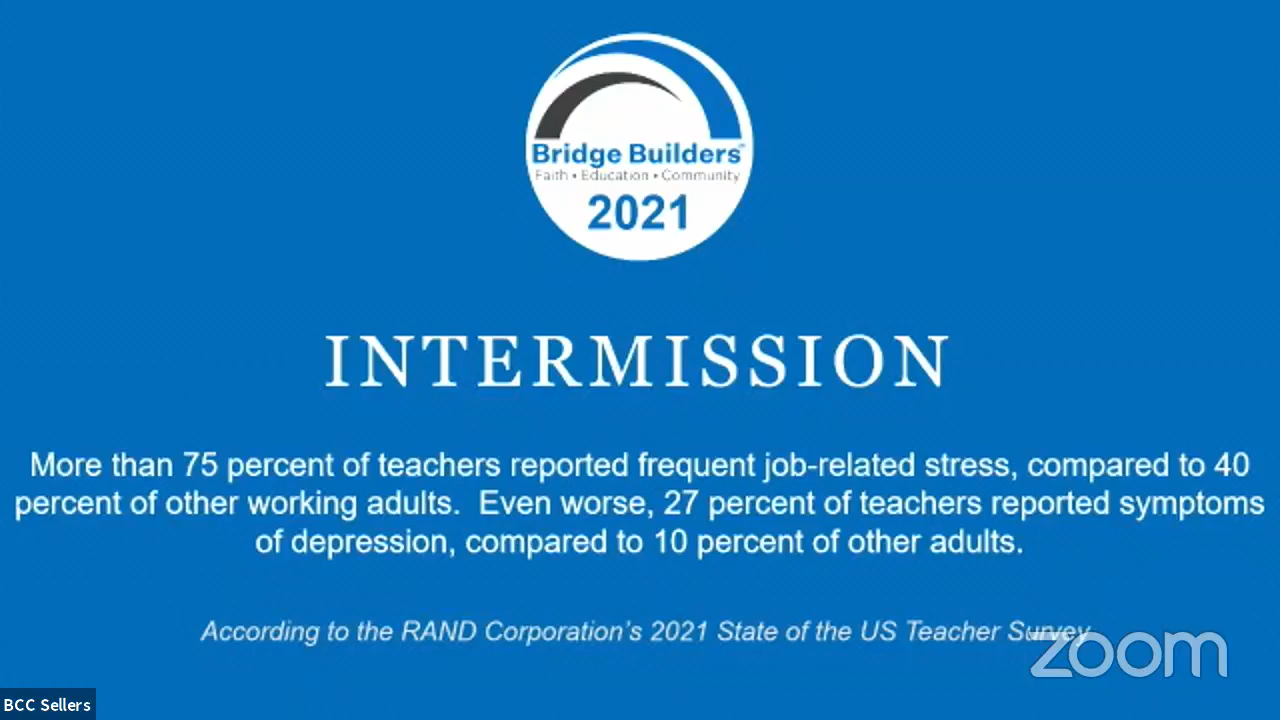 Bridge Builders
Faith • Education • Community
2021
INTERMISSION
More than 75 percent of teachers reported frequent job-related stress, compared to 40
percent of other working adults.  Even worse, 27 percent of teachers reported symptoms
of depression, compared to 10 percent of other adults.
According to the RAND Corporation’s 2021 State of the US Teacher Survey
zoom
BCC Sellers